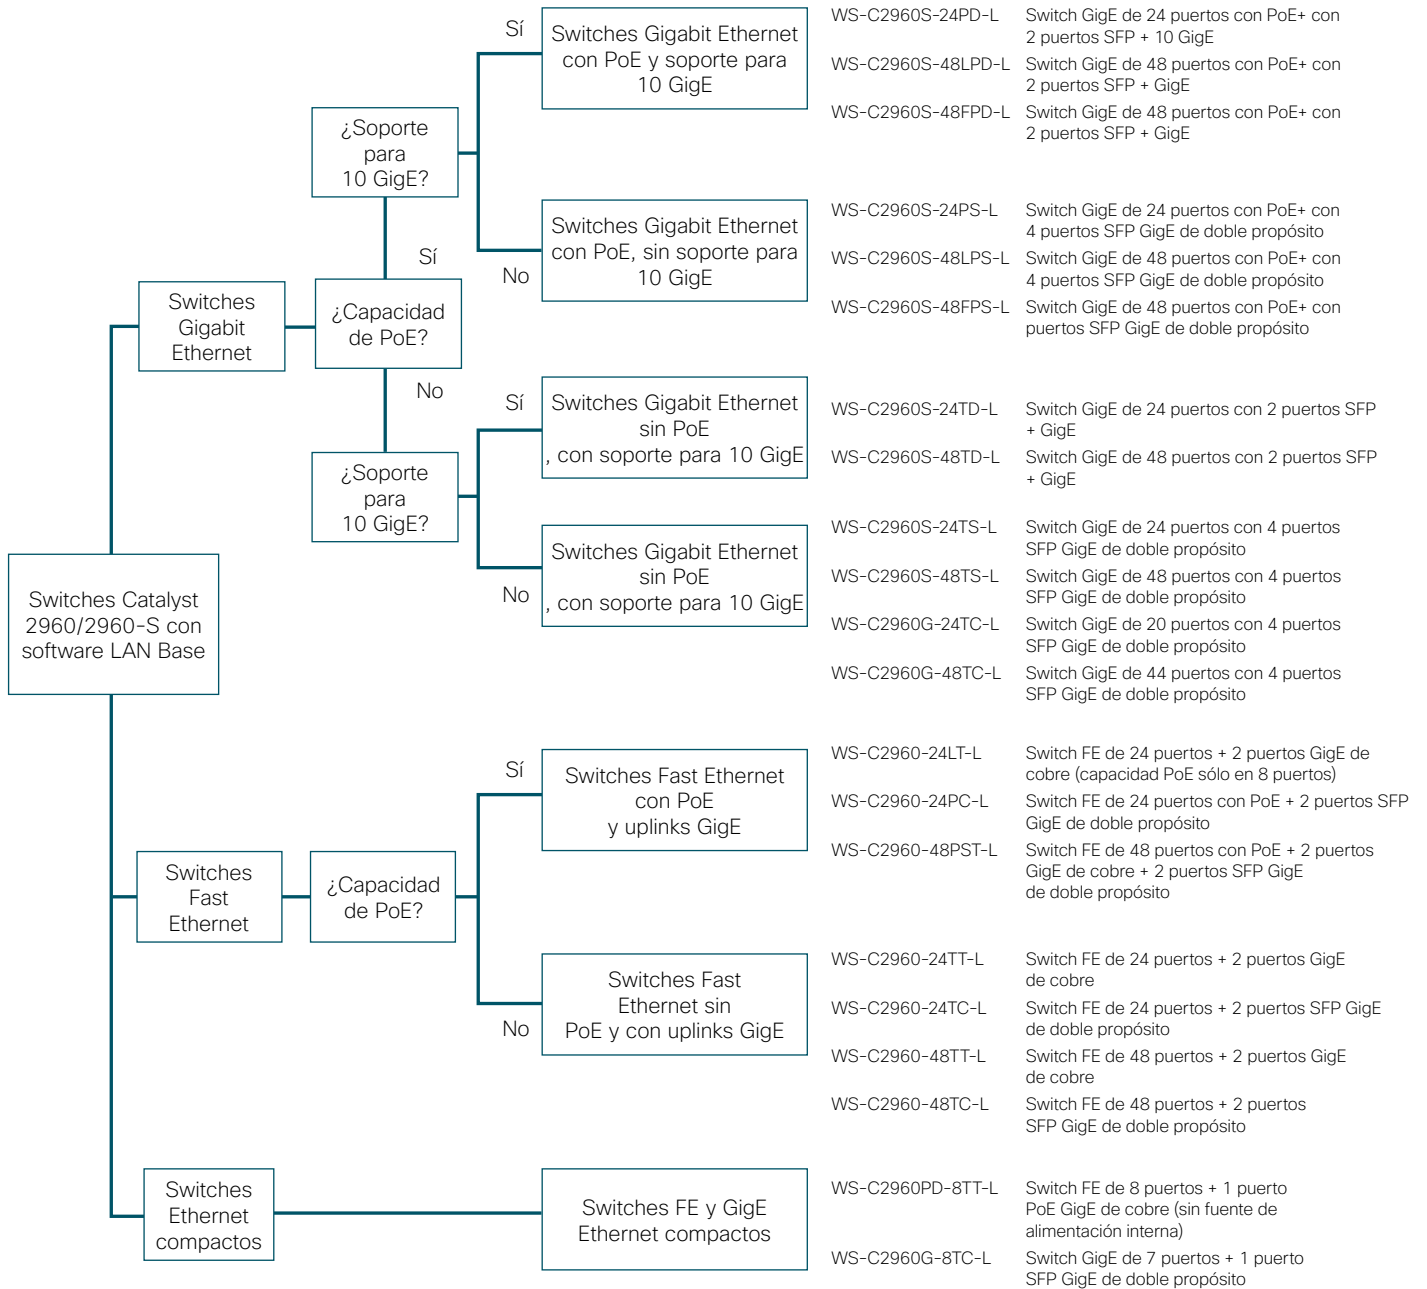 Switches Catalyst
2960/2960-S con
software LAN Base
Switches
Gigabit
Ethernet
¿Capacidad
de PoE?
Sí
¿Soporte
para
10 GigE?
Sí
Switches Gigabit Ethernet
con PoE y soporte para
10 GigE
WS-C2960S-24PD-L Switch GigE de 24 puertos con PoE+ con
2 puertos SFP + 10 GigE
WS-C2960S-48LPD-L Switch GigE de 48 puertos con PoE+ con
2 puertos SFP + GigE
WS-C2960S-48FPD-L Switch GigE de 48 puertos con PoE+ con
2 puertos SFP + GigE
No
Switches Gigabit Ethernet
con PoE, sin soporte para
10 GigE
WS-C2960S-24PS-L Switch GigE de 24 puertos con PoE+ con
4 puertos SFP GigE de doble propósito
WS-C2960S-48LPS-L Switch GigE de 48 puertos con PoE+ con
4 puertos SFP GigE de doble propósito
WS-C2960S-48FPS-L Switch GigE de 48 puertos con PoE+ con
puertos SFP GigE de doble propósito
No
¿Soporte
para
10 GigE?
Sí
Switches Gigabit Ethernet
sin PoE
, con soporte para 10 GigE
WS-C2960S-24TD-L Switch GigE de 24 puertos con 2 puertos SFP
+ GigE
WS-C2960S-48TD-L Switch GigE de 48 puertos con 2 puertos SFP
+ GigE
No
Switches Gigabit Ethernet
sin PoE
, con soporte para 10 GigE
WS-C2960S-24TS-L Switch GigE de 24 puertos con 4 puertos
SFP GigE de doble propósito
WS-C2960S-48TS-L Switch GigE de 48 puertos con 4 puertos
SFP GigE de doble propósito
WS-C2960G-24TC-L Switch GigE de 20 puertos con 4 puertos
SFP GigE de doble propósito
WS-C2960G-48TC-L Switch GigE de 44 puertos con 4 puertos
SFP GigE de doble propósito
Switches
Fast
Ethernet
¿Capacidad
de PoE?
Sí
Switches Fast Ethernet
con PoE
y uplinks GigE
WS-C2960-24LT-L Switch FE de 24 puertos + 2 puertos GigE de
cobre (capacidad PoE sólo en 8 puertos)
WS-C2960-24PC-L Switch FE de 24 puertos con PoE + 2 puertos SFP
GigE de doble propósito
WS-C2960-48PST-L Switch FE de 48 puertos con PoE + 2 puertos
GigE de cobre + 2 puertos SFP GigE
de doble propósito
No
Switches Fast
Ethernet sin
PoE y con uplinks GigE
WS-C2960-24TT-L Switch FE de 24 puertos + 2 puertos GigE
de cobre
WS-C2960-24TC-L Switch FE de 24 puertos + 2 puertos SFP GigE
de doble propósito
WS-C2960-48TT-L Switch FE de 48 puertos + 2 puertos GigE
de cobre
WS-C2960-48TC-L Switch FE de 48 puertos + 2 puertos
SFP GigE de doble propósito
Switches
Ethernet
compactos
Switches FE y GigE
Ethernet compactos
WS-C2960PD-8TT-L Switch FE de 8 puertos + 1 puerto
PoE GigE de cobre (sin fuente de
alimentación interna)
WS-C2960G-8TC-L Switch GigE de 7 puertos + 1 puerto
SFP GigE de doble propósito